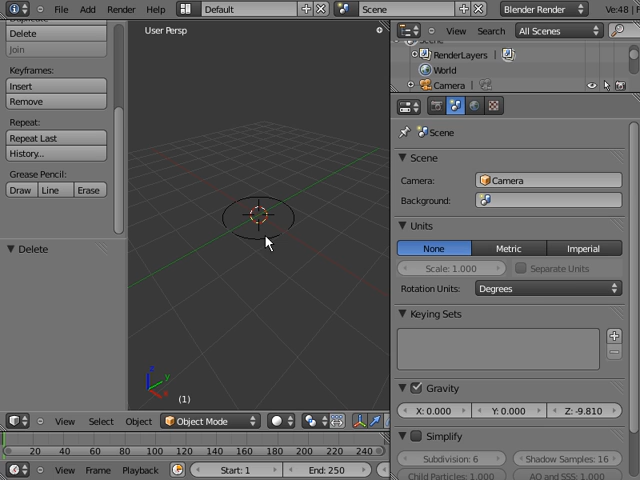 File Add Render Help Default Scene Blender Render Ve:48 | F
Delete
Join
Keyframes:
Insert
Remove
Repeat:
Repeat Last
History...
Grease Pencil:
Draw Line Erase
Delete
User Persp
z
y
x
(1)
View Select Object Object Mode
View Search All Scenes
RenderLayers |
World
Camera |
Scene
Scene
Camera: Camera
Background:
Units
None Metric Imperial
Scale: 1.000 Separate Units
Rotation Units: Degrees
Keying Sets
Gravity
X: 0.000 Y: 0.000 Z: -9.810
Simplify
Subdivision: 6 Shadow Samples: 16
Child Particles: 1.000 AO and SSS: 1.000
20 40 60 80 100 120 140 160 180 200 220 240
View Frame Playback Start: 1 End: 250